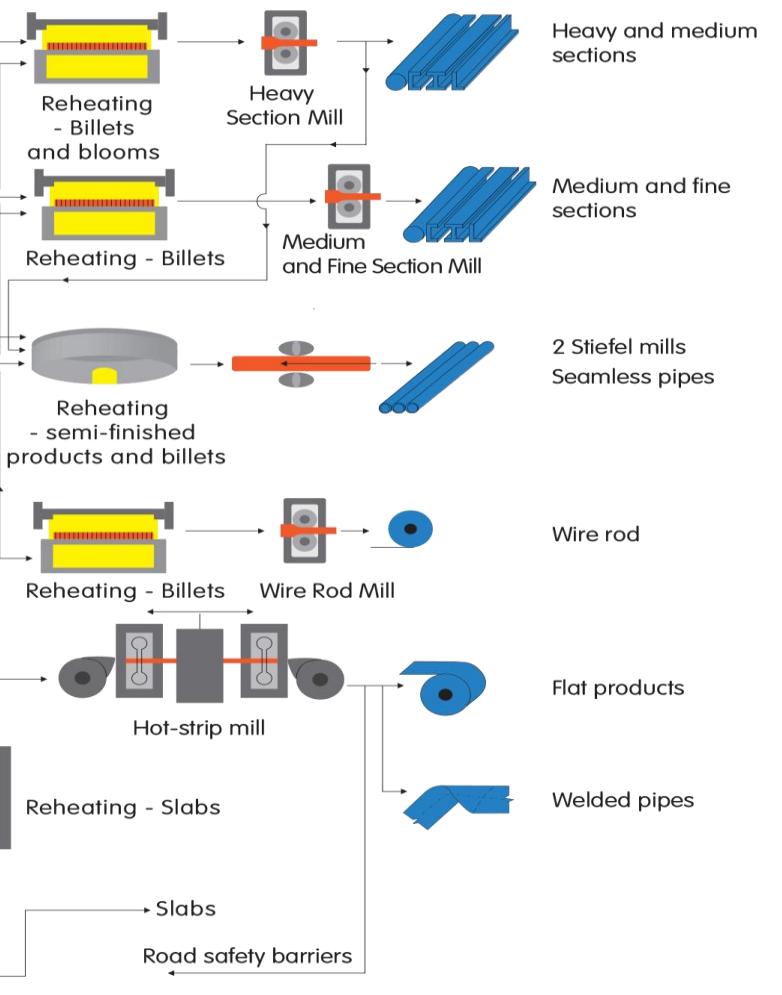 Heavy and medium
sections
Reheating
- Billets
and blooms
Heavy
Section Mill
Medium and fine
sections
Reheating - Billets
Medium
and Fine Section Mill
2 Stiefel mills
Seamless pipes
Reheating
- semi-finished
products and billets
Wire rod
Reheating - Billets
Wire Rod Mill
Flat products
Hot-strip mill
Welded pipes
Reheating - Slabs
Slabs
Road safety barriers